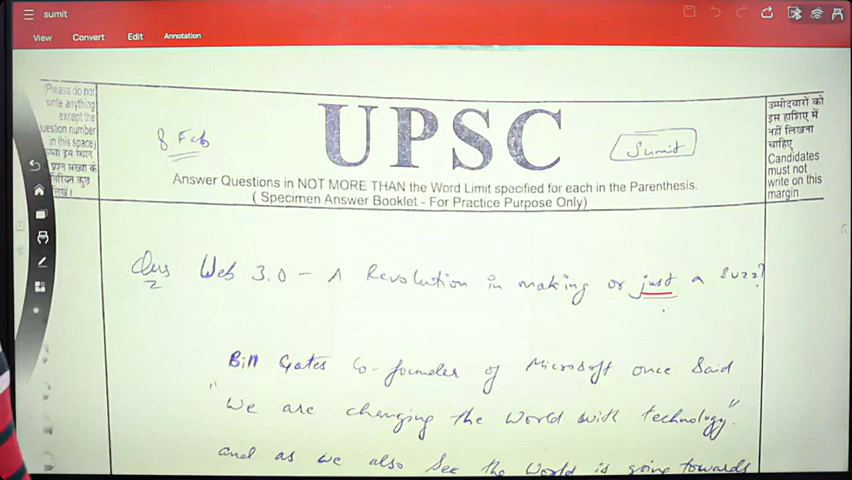 sumit
View Convert Edit Annotation
(Please do not
write anything
except the
question number
in this space)
कृपया इस स्थान
प्रश्न संख्या के
अतिरिक्त कुछ
लिखें।
8 Feb
UPSC
Sumit
उम्मीदवारों को
इस हाशिए में
नहीं लिखना
चाहिए
Candidates
must not
write on this
margin
Answer Questions in NOT MORE THAN the Word Limit specified for each in the Parenthesis.
( Specimen Answer Booklet - For Practice Purpose Only)
Ques Web 3.0 - A Revolution in making or just a Buzz?
2
Bill Gates Co-founder of Microsoft once said
"We are changing the World with technology".
and as we also see the World is going towards